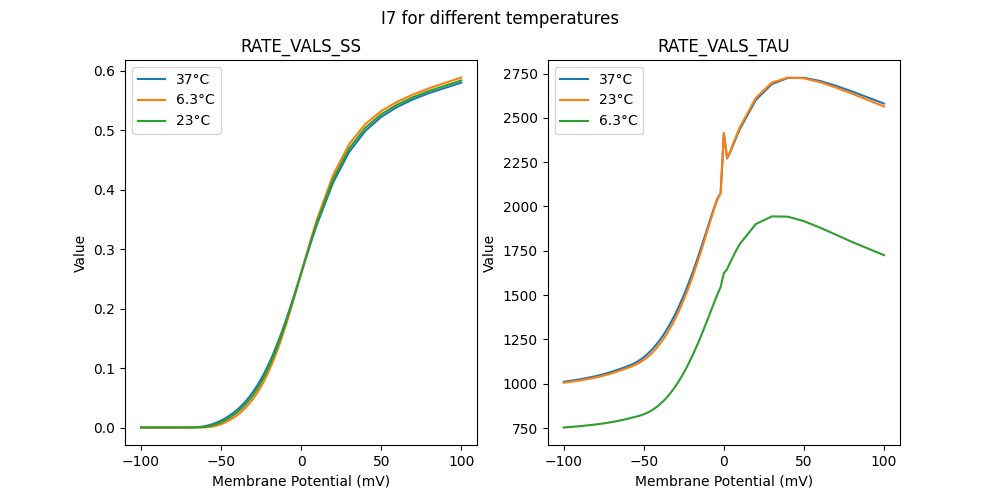 I7 for different temperatures
RATE_VALS_SS
37°C
6.3°C
23°C
0.6
0.5
0.4
0.3
0.2
0.1
0.0
Value
−100
−50
0
50
100
Membrane Potential (mV)
RATE_VALS_TAU
37°C
23°C
6.3°C
2750
2500
2250
2000
1750
1500
1250
1000
750
Value
−100
−50
0
50
100
Membrane Potential (mV)